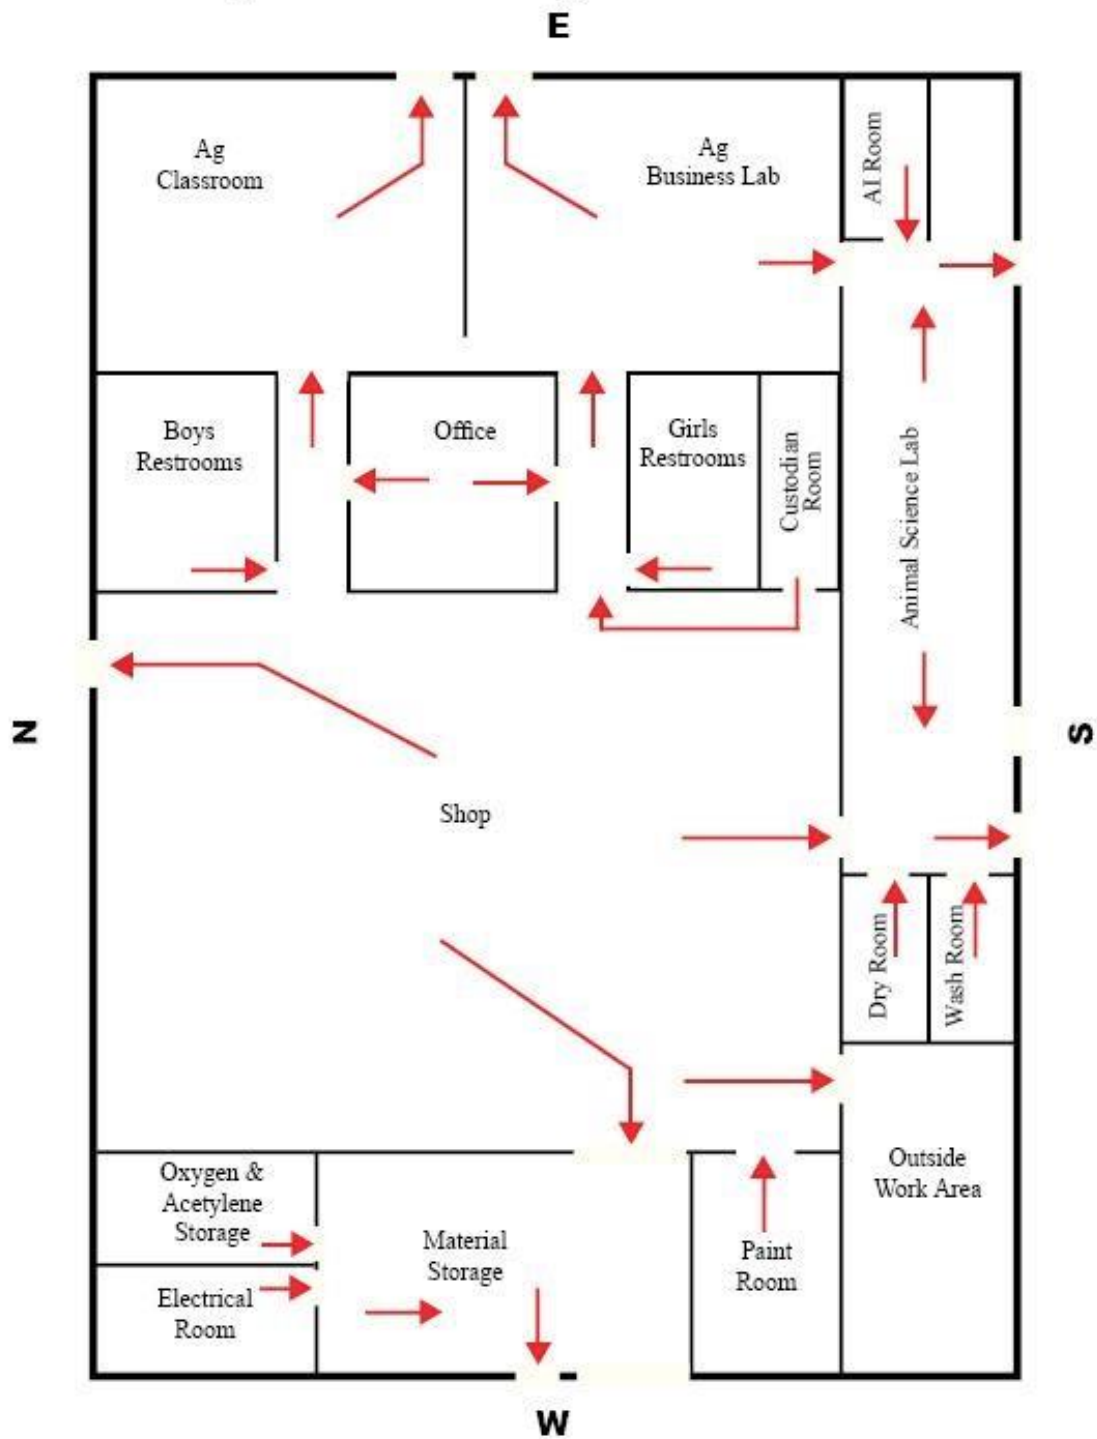 E
Ag
Classroom
Ag
Business Lab
AI Room
Boys
Restrooms
Office
Girls
Restrooms
Custodian
Room
Animal Science Lab
N
S
Shop
Dry Room
Wash Room
Oxygen &
Acetylene
Storage
Electrical
Room
Material
Storage
Paint
Room
Outside
Work Area
W